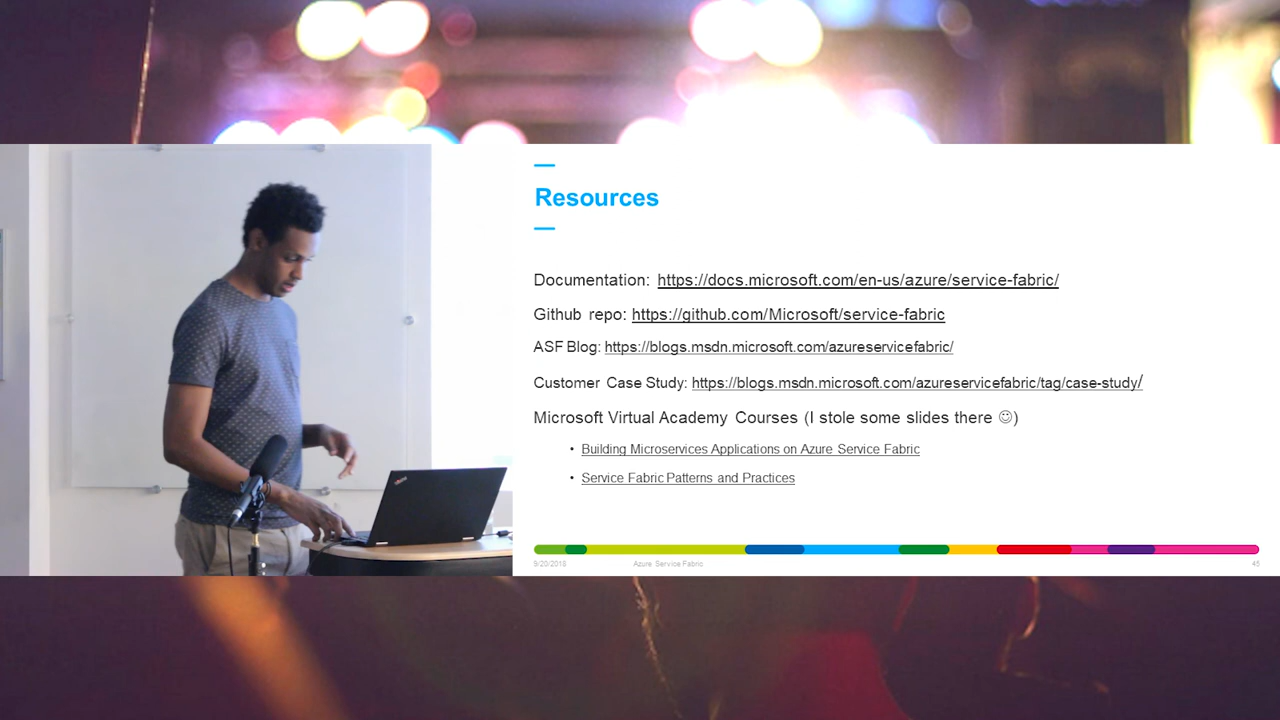 Resources
Documentation: https://docs.microsoft.com/en-us/azure/service-fabric/
Github repo: https://github.com/Microsoft/service-fabric
ASF Blog: https://blogs.msdn.microsoft.com/azureservicefabric/
Customer Case Study: https://blogs.msdn.microsoft.com/azureservicefabric/tag/case-study/
Microsoft Virtual Academy Courses (I stole some slides there ☺)
• Building Microservices Applications on Azure Service Fabric
• Service Fabric Patterns and Practices
9/20/2018 Azure Service Fabric 45